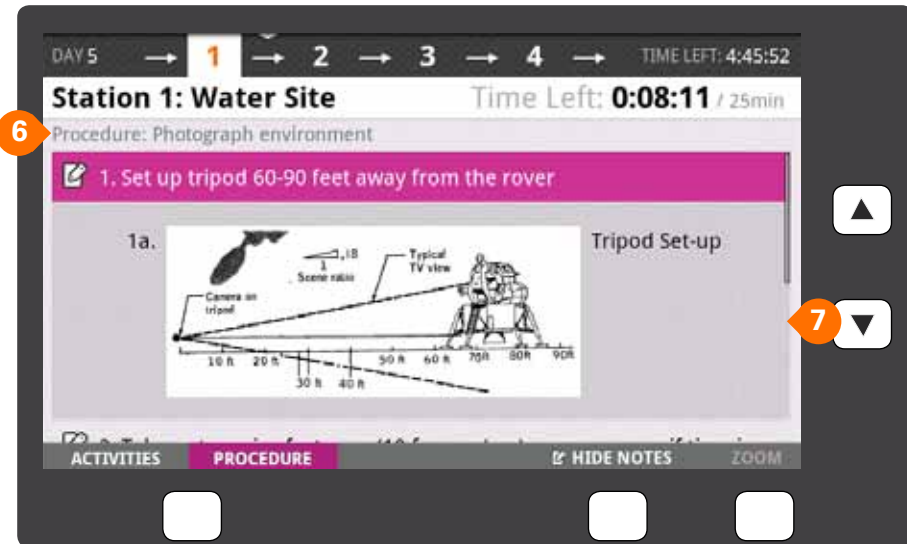 DAY 5 → 1 → 2 → 3 → 4 → TIME LEFT: 4:45:52
Station 1: Water Site Time Left: 0:08:11 / 25min
6 Procedure: Photograph environment
1. Set up tripod 60-90 feet away from the rover
1a. Tripod Set-up
Typical
TV view
.18
1
Scene ratio
Camera on
tripod
10 ft 20 ft 30 ft 40 ft 50 ft 60 ft 70ft 80ft 90ft
7
ACTIVITIES PROCEDURE HIDE NOTES ZOOM